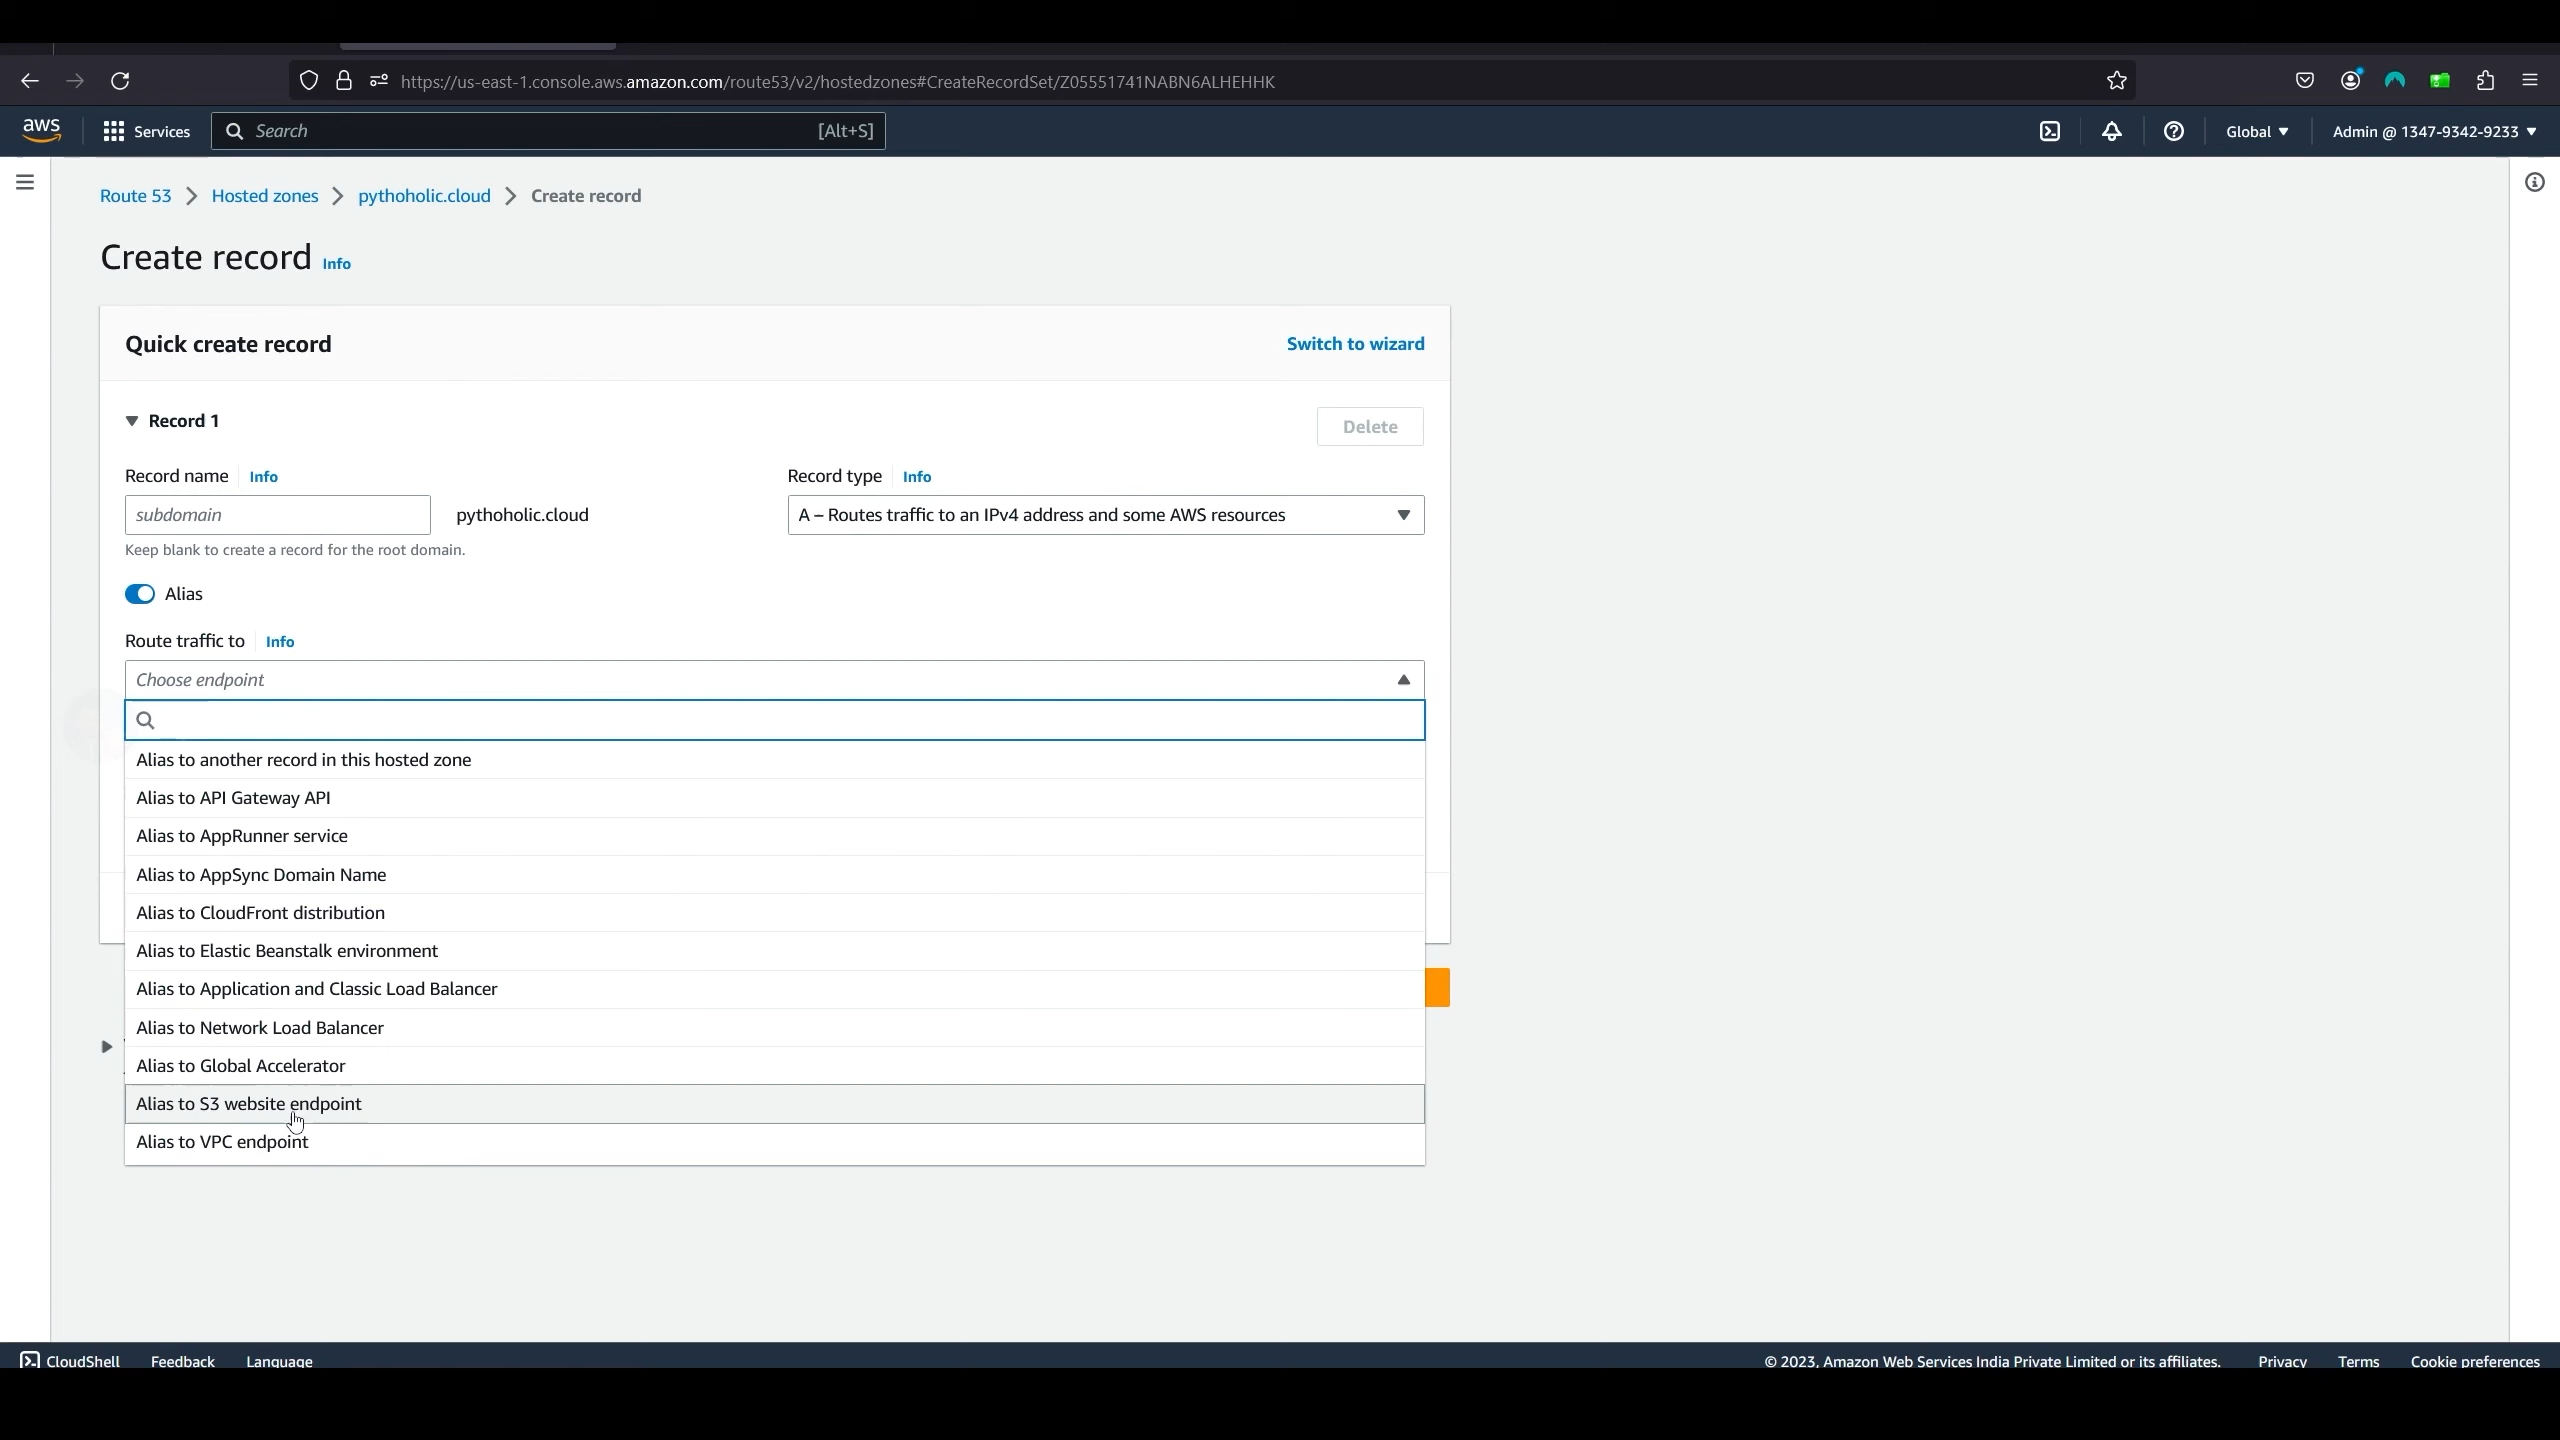 https://us-east-1.console.aws.amazon.com/route53/v2/hostedzones#CreateRecordSet/Z05551741NABN6ALHEHHK
aws Services Search [Alt+S] Global Admin @ 1347-9342-9233
Route 53 Hosted zones pythoholic.cloud Create record
Create record Info
Quick create record Switch to wizard
Record 1 Delete
Record name Info Record type Info
subdomain pythoholic.cloud A – Routes traffic to an IPv4 address and some AWS resources
Keep blank to create a record for the root domain.
Alias
Route traffic to Info
Choose endpoint
Alias to another record in this hosted zone
Alias to API Gateway API
Alias to AppRunner service
Alias to AppSync Domain Name
Alias to CloudFront distribution
Alias to Elastic Beanstalk environment
Alias to Application and Classic Load Balancer
Alias to Network Load Balancer
Alias to Global Accelerator
Alias to S3 website endpoint
Alias to VPC endpoint
CloudShell Feedback Language © 2023, Amazon Web Services India Private Limited or its affiliates. Privacy Terms Cookie preferences